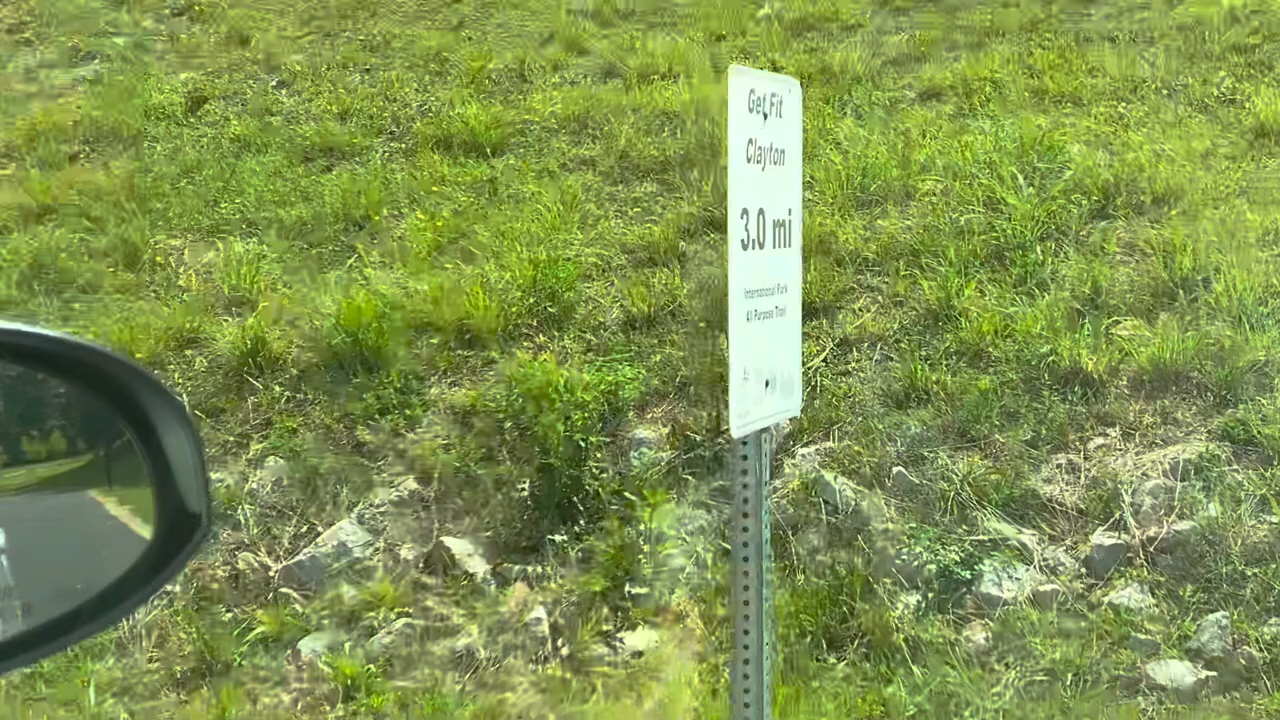 Get Fit
Clayton
3.0 mi
International Park
All-Purpose Trail